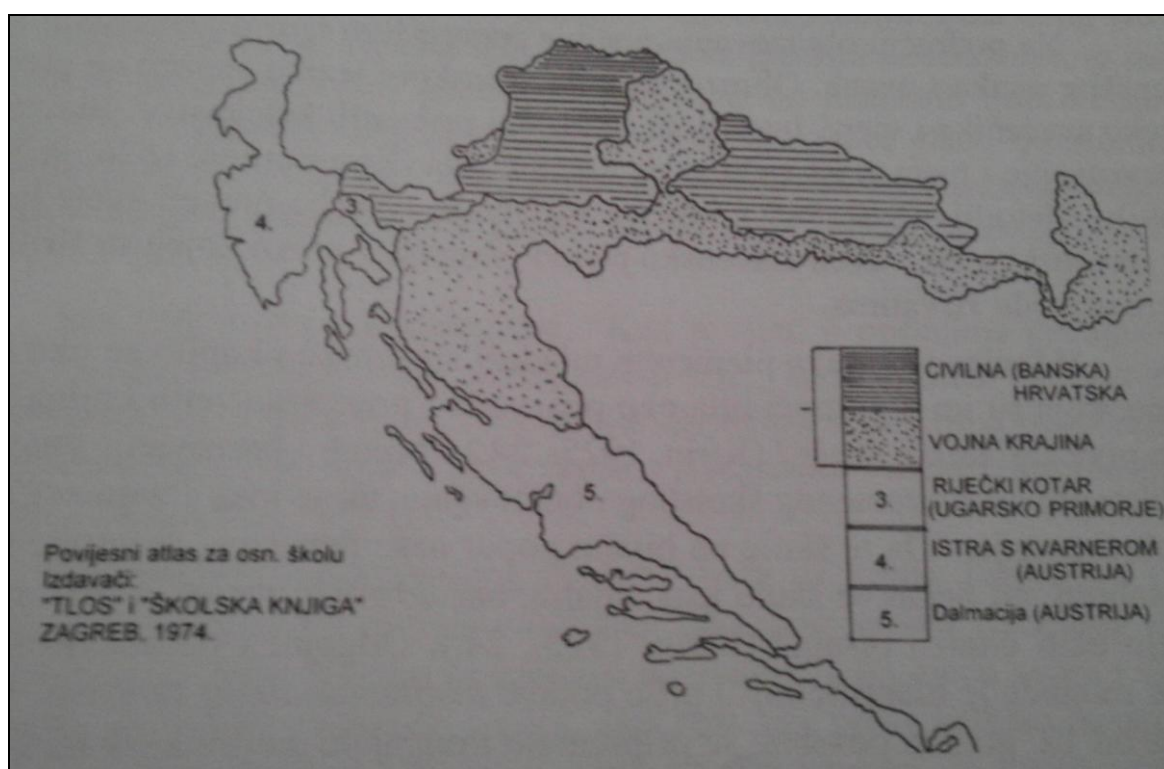 4.
3
5.
CIVILNA (BANSKA)
HRVATSKA
VOJNA KRAJINA
3.
RIJEČKI KOTAR
(UGARSKO PRIMORJE)
4.
ISTRA S KVARNEROM
(AUSTRIJA)
5.
Dalmacija (AUSTRIJA)
Povijesni atlas za osn. školu
Izdavači:
"TLOS" i "ŠKOLSKA KNJIGA"
ZAGREB, 1974.